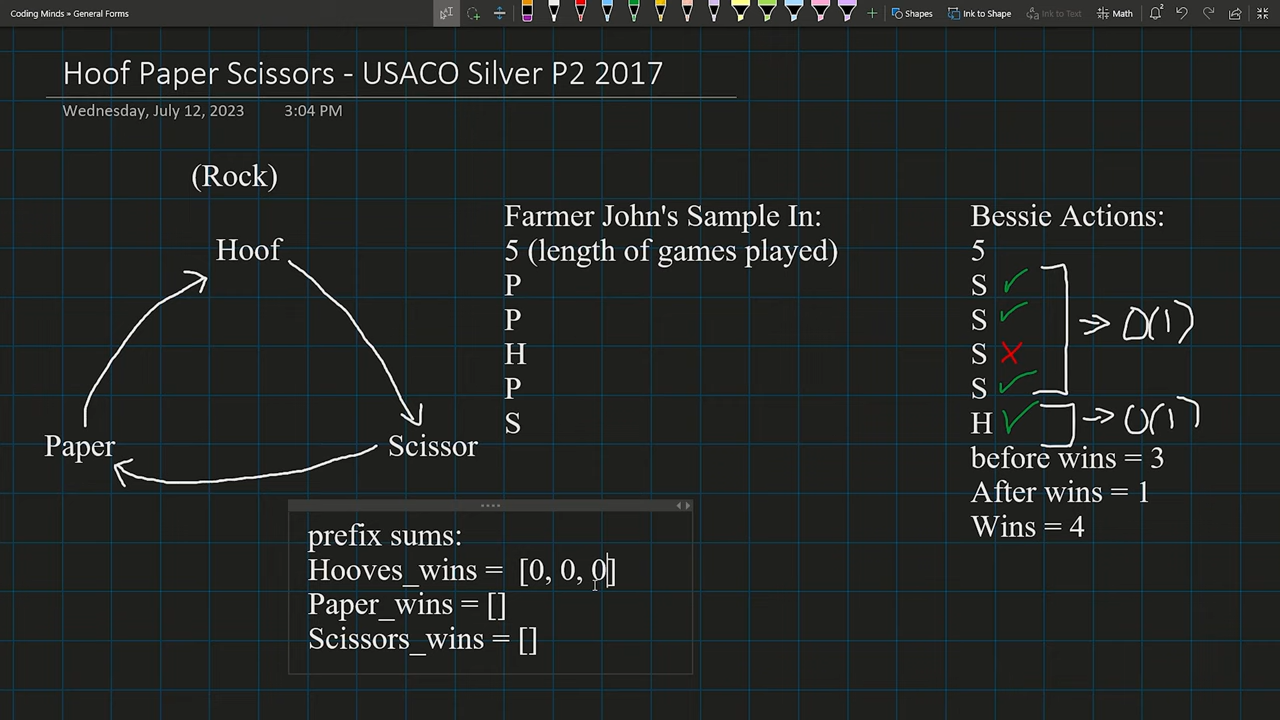 Coding Minds » General Forms
Shapes
Ink to Shape
Ink to Text
Math
Hoof Paper Scissors - USACO Silver P2 2017
Wednesday, July 12, 2023
3:04 PM
(Rock)
Hoof
Paper
Scissor
Farmer John's Sample In:
5 (length of games played)
P
P
H
P
S
Bessie Actions:
5
S
S
S
S
H
before wins = 3
After wins = 1
Wins = 4
O(1)
O(1)
prefix sums:
Hooves_wins = [0, 0, 0]
Paper_wins = []
Scissors_wins = []